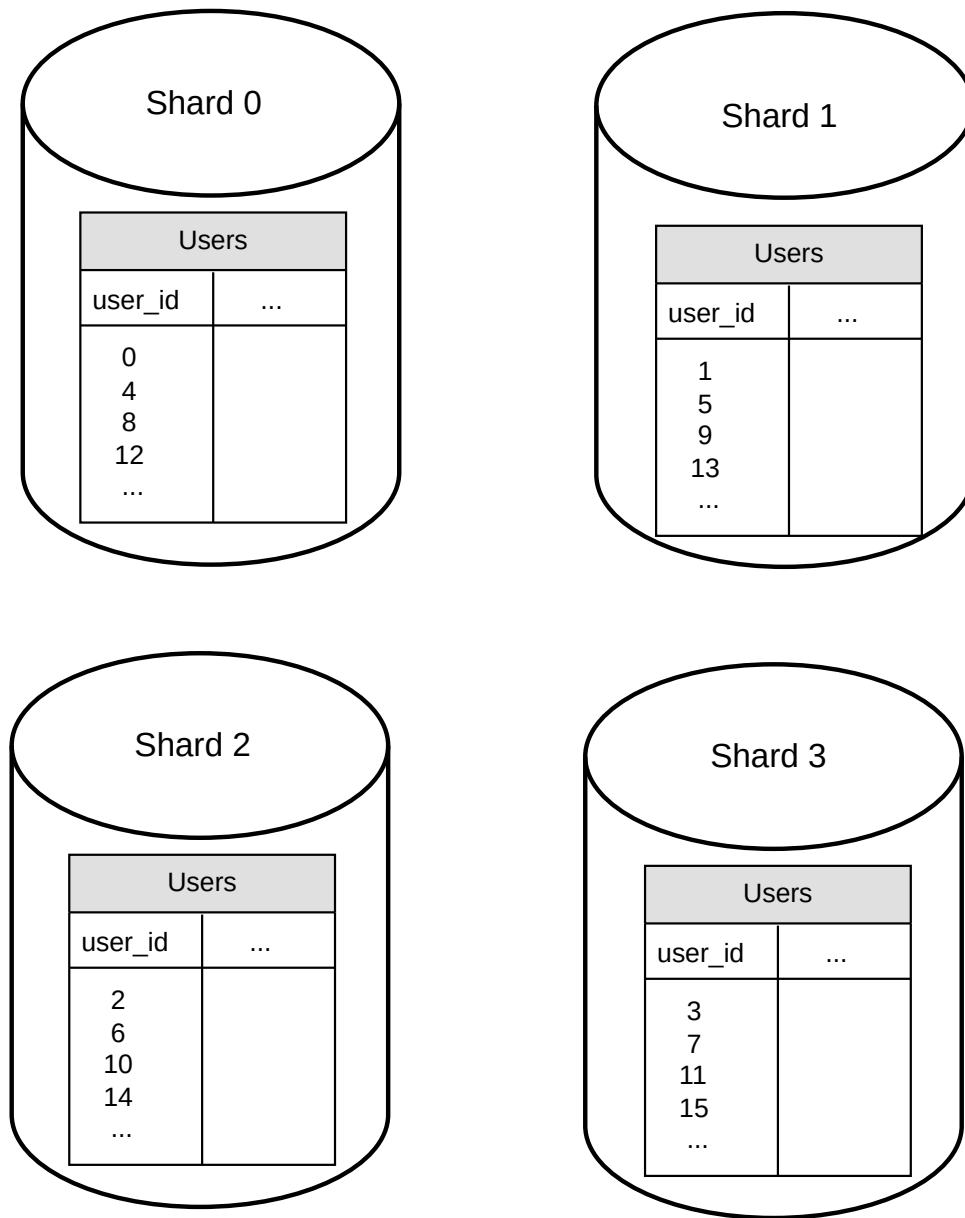 Shard 0
Users
user_id ...
0
4
8
12
...
Shard 1
Users
user_id ...
1
5
9
13
...
Shard 2
Users
user_id ...
2
6
10
14
...
Shard 3
Users
user_id ...
3
7
11
15
...